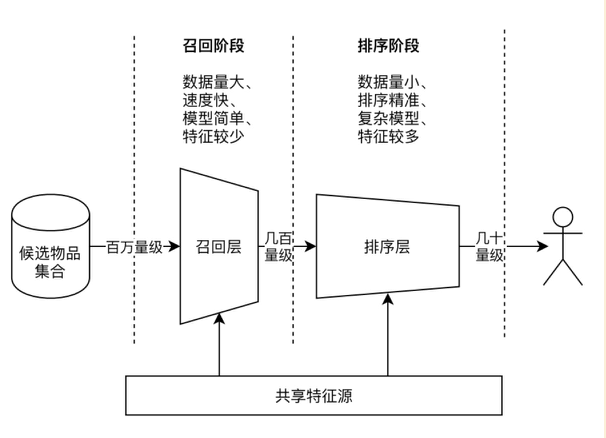 召回阶段
数据量大、
速度快、
模型简单、
特征较少
排序阶段
数据量小、
排序精准、
复杂模型、
特征较多
候选物品
集合
百万量级
召回层
几百
量级
排序层
几十
量级
共享特征源